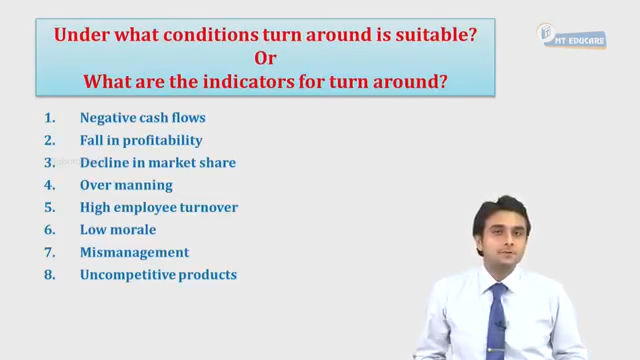 Under what conditions turn around is suitable?
Or
What are the indicators for turn around?
MT EDUCARE
1. Negative cash flows
2. Fall in profitability
3. Decline in market share
4. Over manning
5. High employee turnover
6. Low morale
7. Mismanagement
8. Uncompetitive products